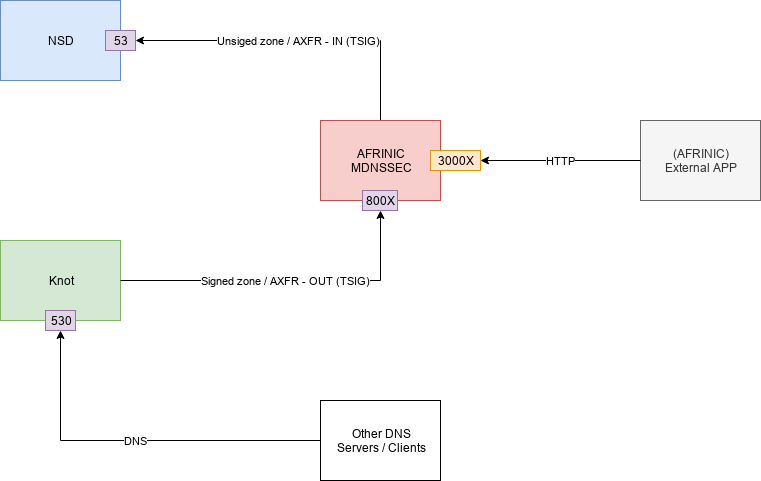 NSD
53
Unsiged zone / AXFR - IN (TSIG)
AFRINIC
MDNSSEC
3000X
HTTP
(AFRINIC)
External APP
800X
Knot
Signed zone / AXFR - OUT (TSIG)
530
DNS
Other DNS
Servers / Clients